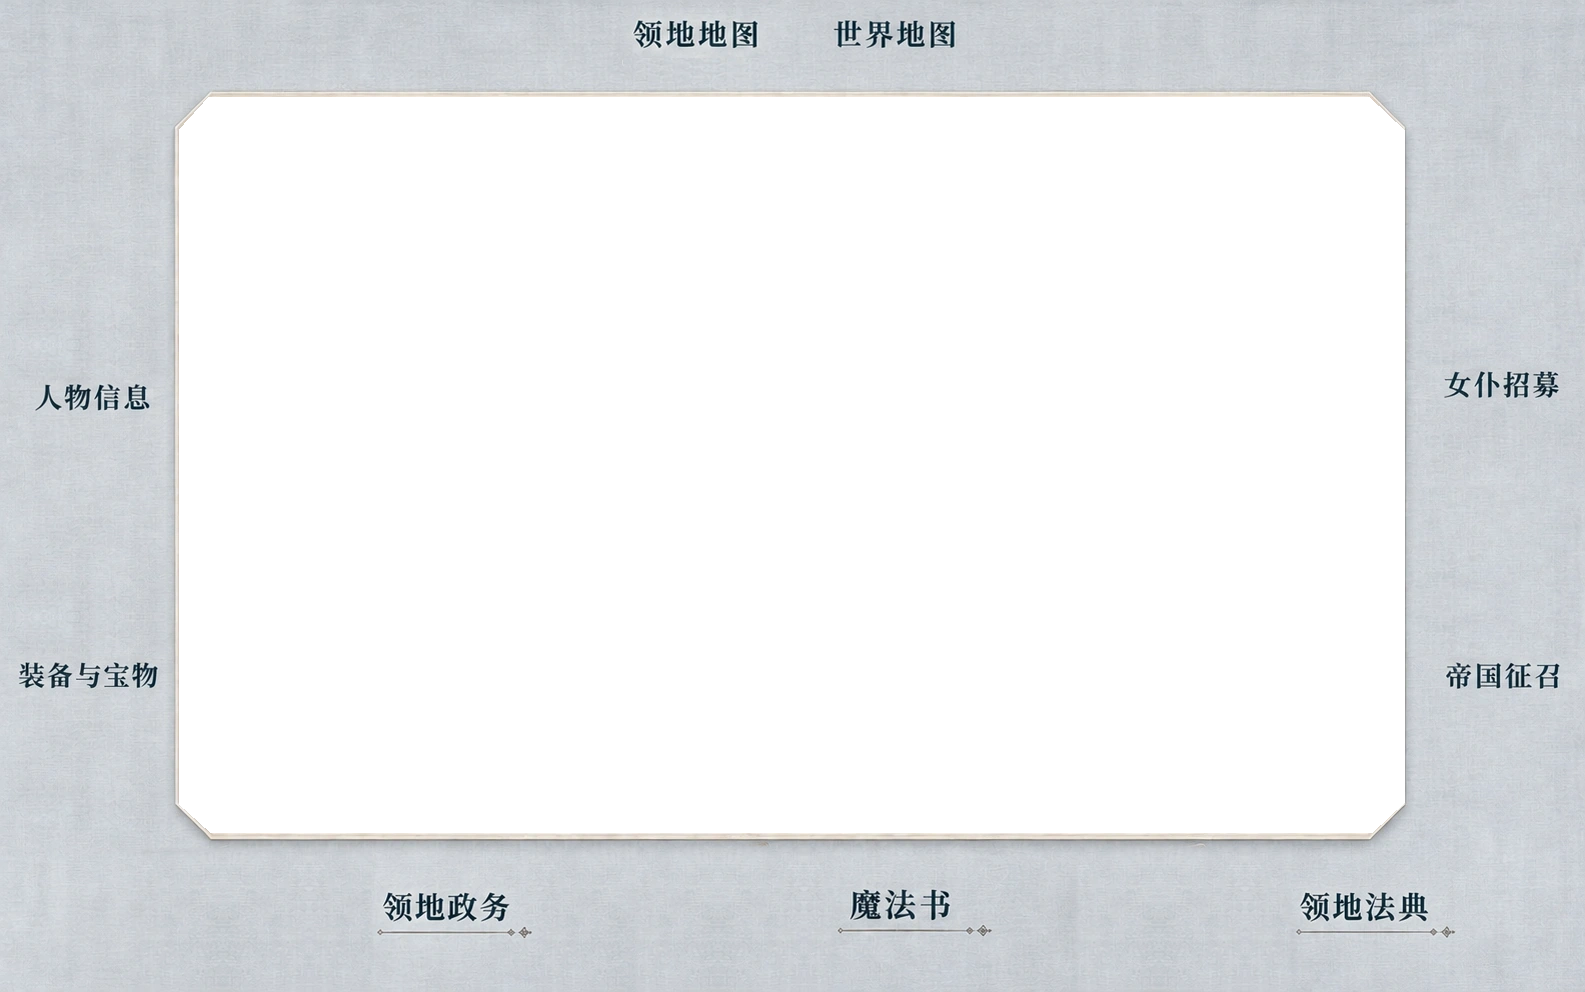 领地地图 世界地图
人物信息
女仆招募
装备与宝物
帝国征召
领地政务
魔法书
领地法典